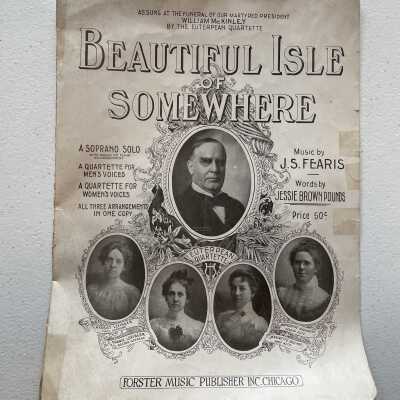 AS SUNG AT THE FUNERAL OF OUR MARTYRED PRESIDENT
WILLIAM McKINLEY
BY THE EUTERPEAN QUARTETTE
BEAUTIFUL ISLE
OF
SOMEWHERE
A SOPRANO SOLO
A QUARTETTE FOR
MEN'S VOICES
A QUARTETTE FOR
WOMEN'S VOICES
ALL THREE ARRANGEMENTS
IN ONE COPY
Music by
J.S. FEARIS
Words by
JESSIE BROWN POUNDS
Price 60¢
EUTERPEAN
QUARTETTE
FORSTER MUSIC PUBLISHER INC. CHICAGO